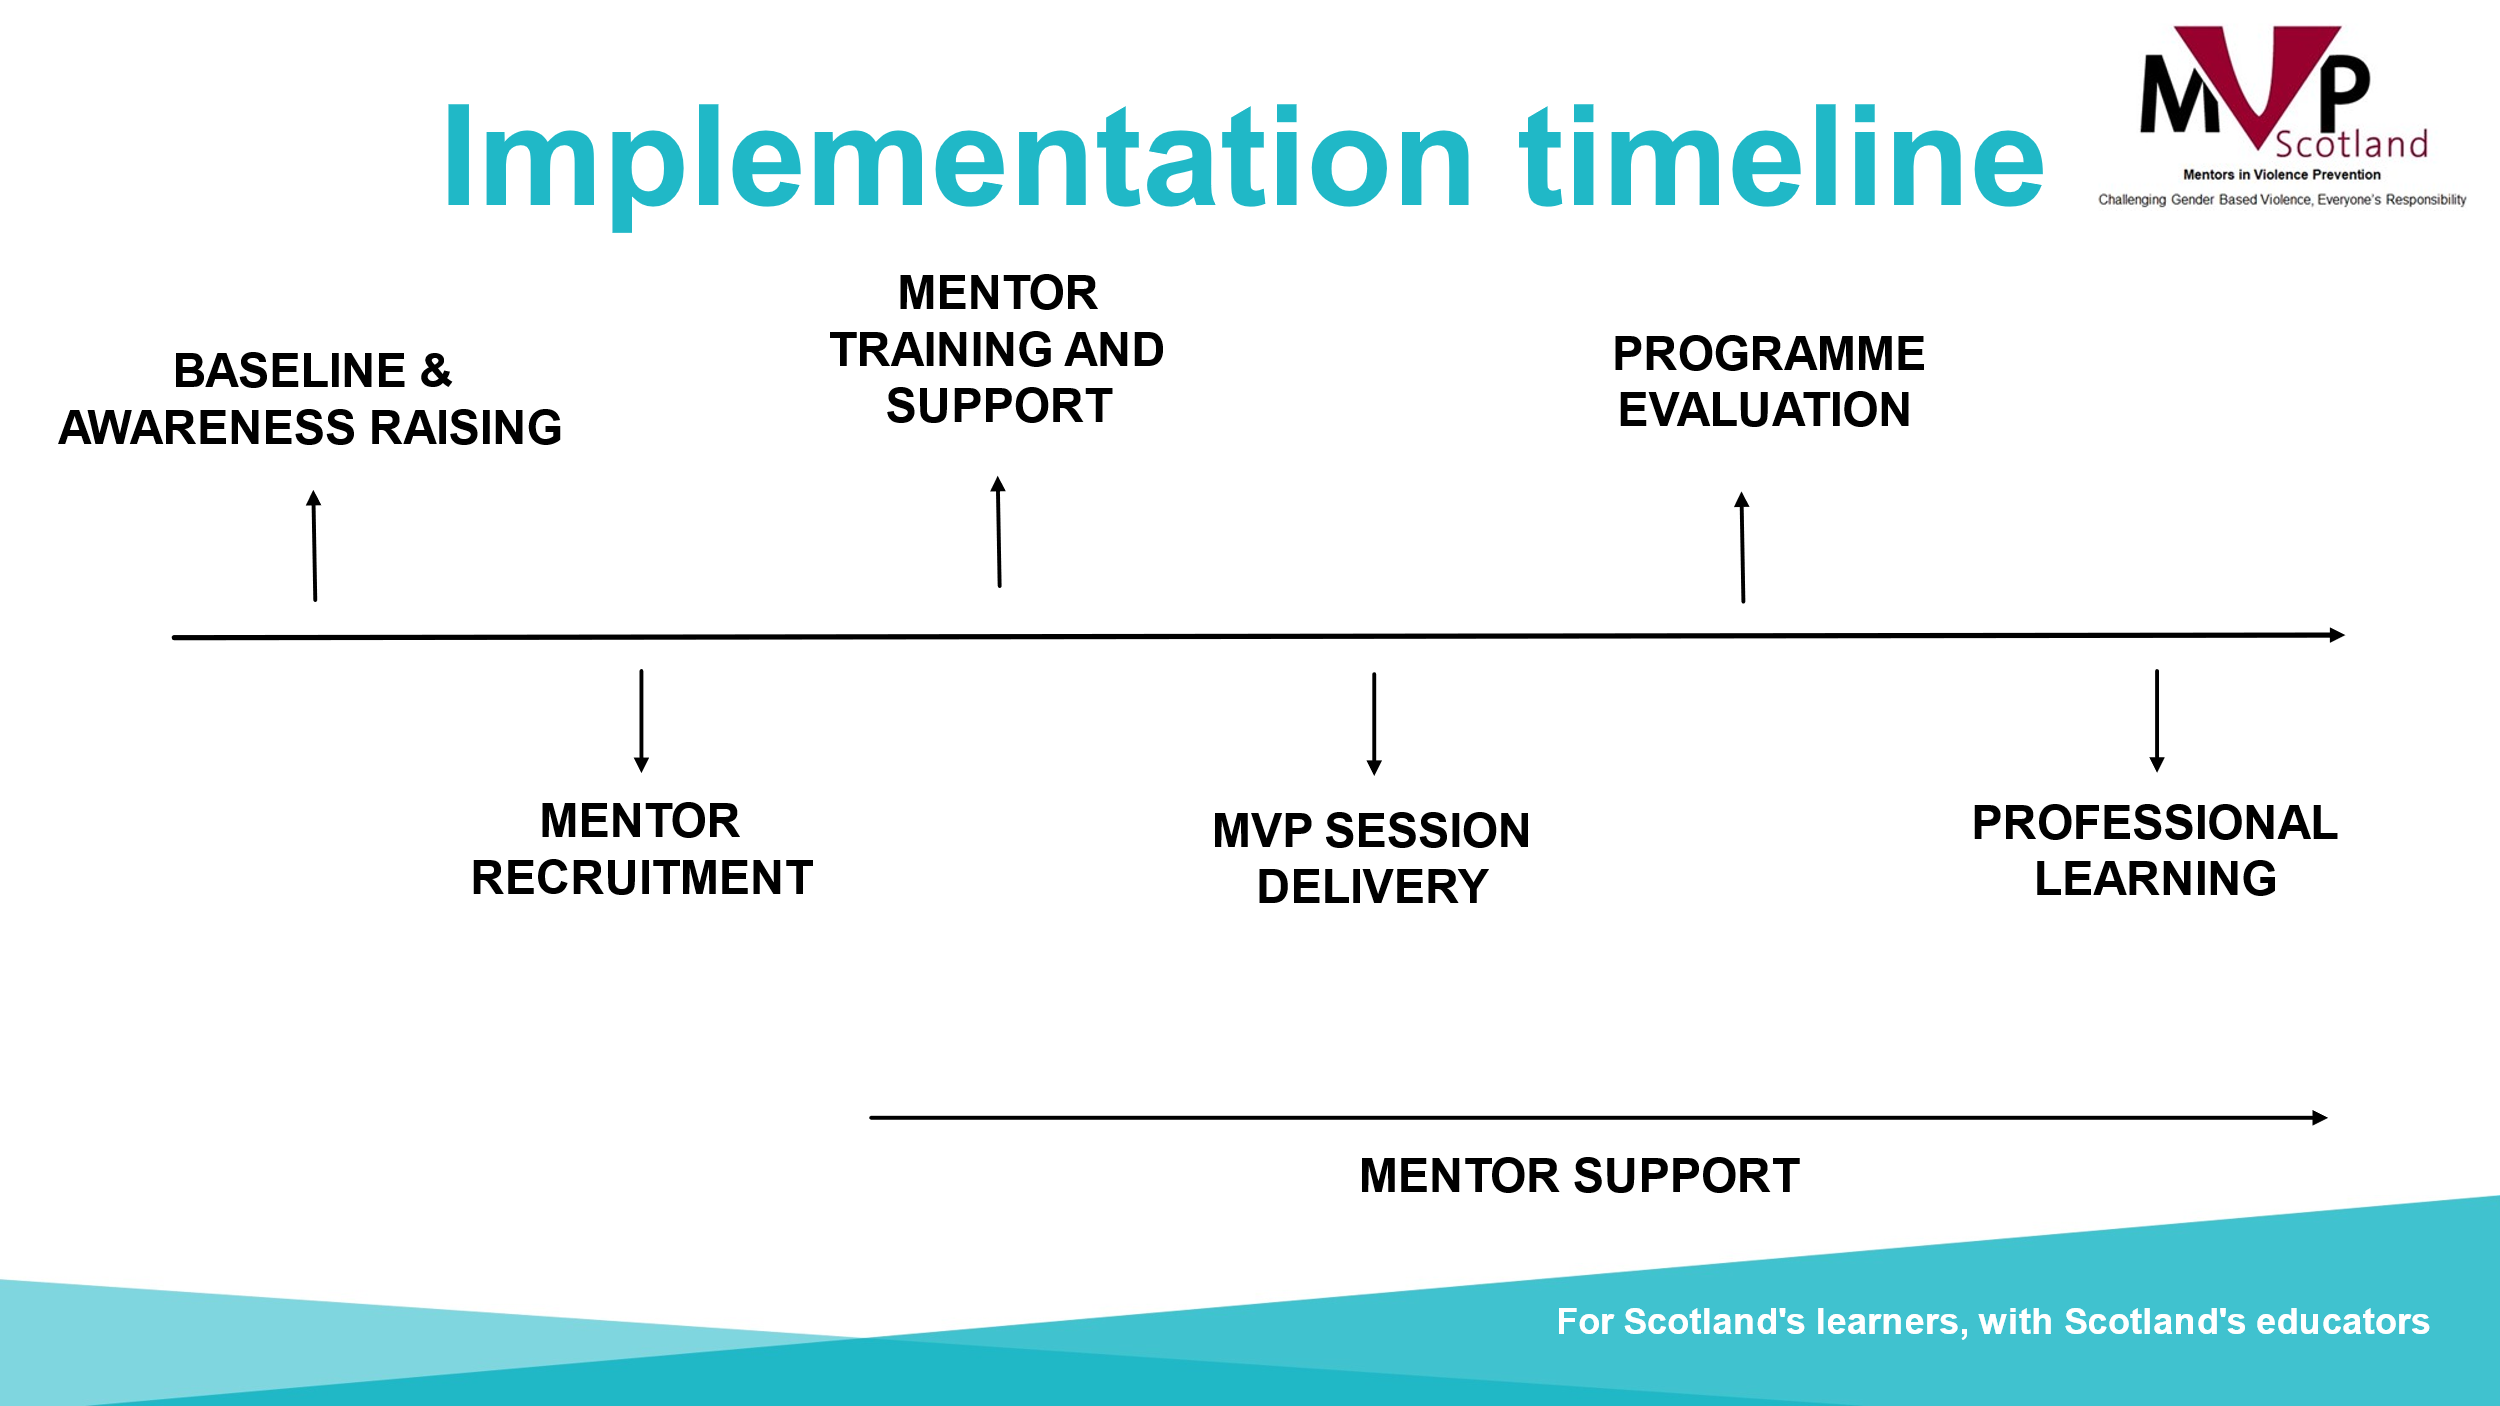 Implementation timeline
MVP
Scotland
Mentors in Violence Prevention
Challenging Gender Based Violence, Everyone's Responsibility
BASELINE &
AWARENESS RAISING
MENTOR
TRAINING AND
SUPPORT
PROGRAMME
EVALUATION
MENTOR
RECRUITMENT
MVP SESSION
DELIVERY
PROFESSIONAL
LEARNING
MENTOR SUPPORT
For Scotland's learners, with Scotland's educators